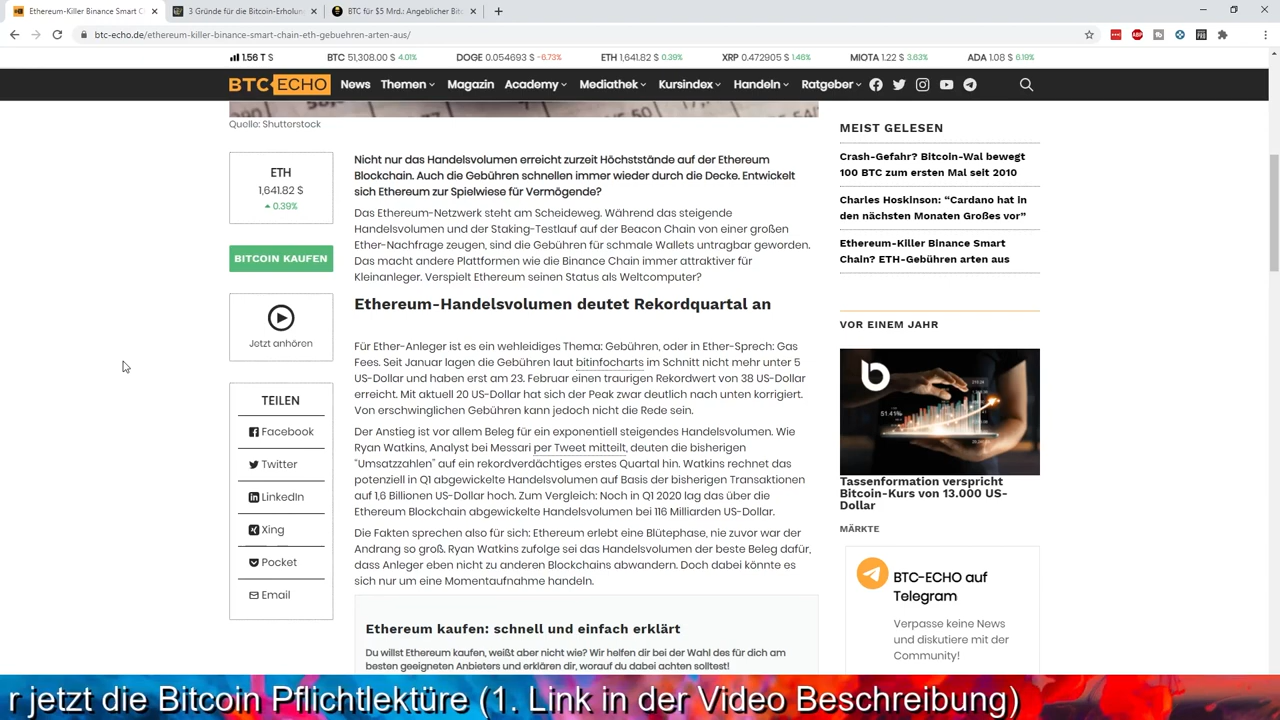 Ethereum-Killer Binance Smart C
3 Gründe für die Bitcoin-Erholun
BTC für $5 Mrd.: Angeblicher Bit
btc-echo.de/ethereum-killer-binance-smart-chain-eth-gebuehren-arten-aus/
1.56 T $
BTC 51,308.00 $ 4.01%
DOGE 0.054693 $ -6.73%
ETH 1,641.82 $ 0.39%
XRP 0.472905 $ 1.46%
MIOTA 1.22 $ 3.63%
ADA 1.08 $ 6.19%
BTC-ECHO
News
Themen
Magazin
Academy
Mediathek
Kursindex
Handeln
Ratgeber
Quelle: Shutterstock
ETH
1,641.82 $
0.39%
BITCOIN KAUFEN
Jetzt anhören
TEILEN
Facebook
Twitter
LinkedIn
Xing
Pocket
Email
Nicht nur das Handelsvolumen erreicht zurzeit Höchststände auf der Ethereum
Blockchain. Auch die Gebühren schnellen immer wieder durch die Decke. Entwickelt
sich Ethereum zur Spielwiese für Vermögende?
Das Ethereum-Netzwerk steht am Scheideweg. Während das steigende
Handelsvolumen und der Staking-Testlauf auf der Beacon Chain von einer großen
Ether-Nachfrage zeugen, sind die Gebühren für schmale Wallets untragbar geworden.
Das macht andere Plattformen wie die Binance Chain immer attraktiver für
Kleinanleger. Verspielt Ethereum seinen Status als Weltcomputer?
Ethereum-Handelsvolumen deutet Rekordquartal an
Für Ether-Anleger ist es ein wehleidiges Thema: Gebühren, oder in Ether-Sprech: Gas
Fees. Seit Januar lagen die Gebühren laut bitinfocharts im Schnitt nicht mehr unter 5
US-Dollar und haben erst am 23. Februar einen traurigen Rekordwert von 38 US-Dollar
erreicht. Mit aktuell 20 US-Dollar hat sich der Peak zwar deutlich nach unten korrigiert.
Von erschwinglichen Gebühren kann jedoch nicht die Rede sein.
Der Anstieg ist vor allem Beleg für ein exponentiell steigendes Handelsvolumen. Wie
Ryan Watkins, Analyst bei Messari per Tweet mitteilt, deuten die bisherigen
"Umsatzzahlen" auf ein rekordverdächtiges erstes Quartal hin. Watkins rechnet das
potenziell in Q1 abgewickelte Handelsvolumen auf Basis der bisherigen Transaktionen
auf 1,6 Billionen US-Dollar hoch. Zum Vergleich: Noch in Q1 2020 lag das über die
Ethereum Blockchain abgewickelte Handelsvolumen bei 116 Milliarden US-Dollar.
Die Fakten sprechen also für sich: Ethereum erlebt eine Blütephase, nie zuvor war der
Andrang so groß. Ryan Watkins zufolge sei das Handelsvolumen der beste Beleg dafür,
dass Anleger eben nicht zu anderen Blockchains abwandern. Doch dabei könnte es
sich nur um eine Momentaufnahme handeln.
Ethereum kaufen: schnell und einfach erklärt
Du willst Ethereum kaufen, weißt aber nicht wie? Wir helfen dir bei der Wahl des für dich am
besten geeigneten Anbieters und erklären dir, worauf du dabei achten solltest!
MEIST GELESEN
Crash-Gefahr? Bitcoin-Wal bewegt
100 BTC zum ersten Mal seit 2010
Charles Hoskinson: “Cardano hat in
den nächsten Monaten Großes vor”
Ethereum-Killer Binance Smart
Chain? ETH-Gebühren arten aus
VOR EINEM JAHR
51.41%
Tassenformation verspricht
Bitcoin-Kurs von 13.000 US-
Dollar
MÄRKTE
BTC-ECHO auf
Telegram
Verpasse keine News
und diskutiere mit der
Community!
r jetzt die Bitcoin Pflichtlektüre (1. Link in der Video Beschreibung)